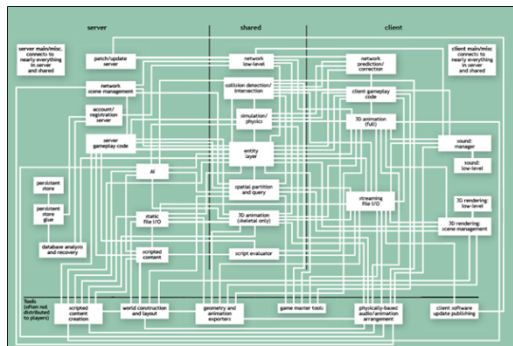 server
shared
client
server main/misc.
connects to
nearly everything
in server
and shared
patch/update
server
network
low-level
network
prediction/
correction
client main/misc
connects to
nearly everything
in server
and shared
network
scene management
collision detection/
intersection
client gameplay
code
account/
registration
server
simulation/
physics
3D animation
(full)
server
gameplay code
entity
layer
sound:
manager
AI
sound:
low-level
persistent
store
spatial partition
and query
streaming
file I/O
3D rendering:
low-level
persistent
store
glue
static
file I/O
3D animation
(skeletal only)
3D rendering:
scene management
database analysis
and recovery
scripted
content
script evaluator
Tools
(often not
distributed
to players)
scripted
content
creation
world construction
and layout
geometry and
animation
exporters
game master tools
physically-based
audio/animation
arrangement
client software
update publishing